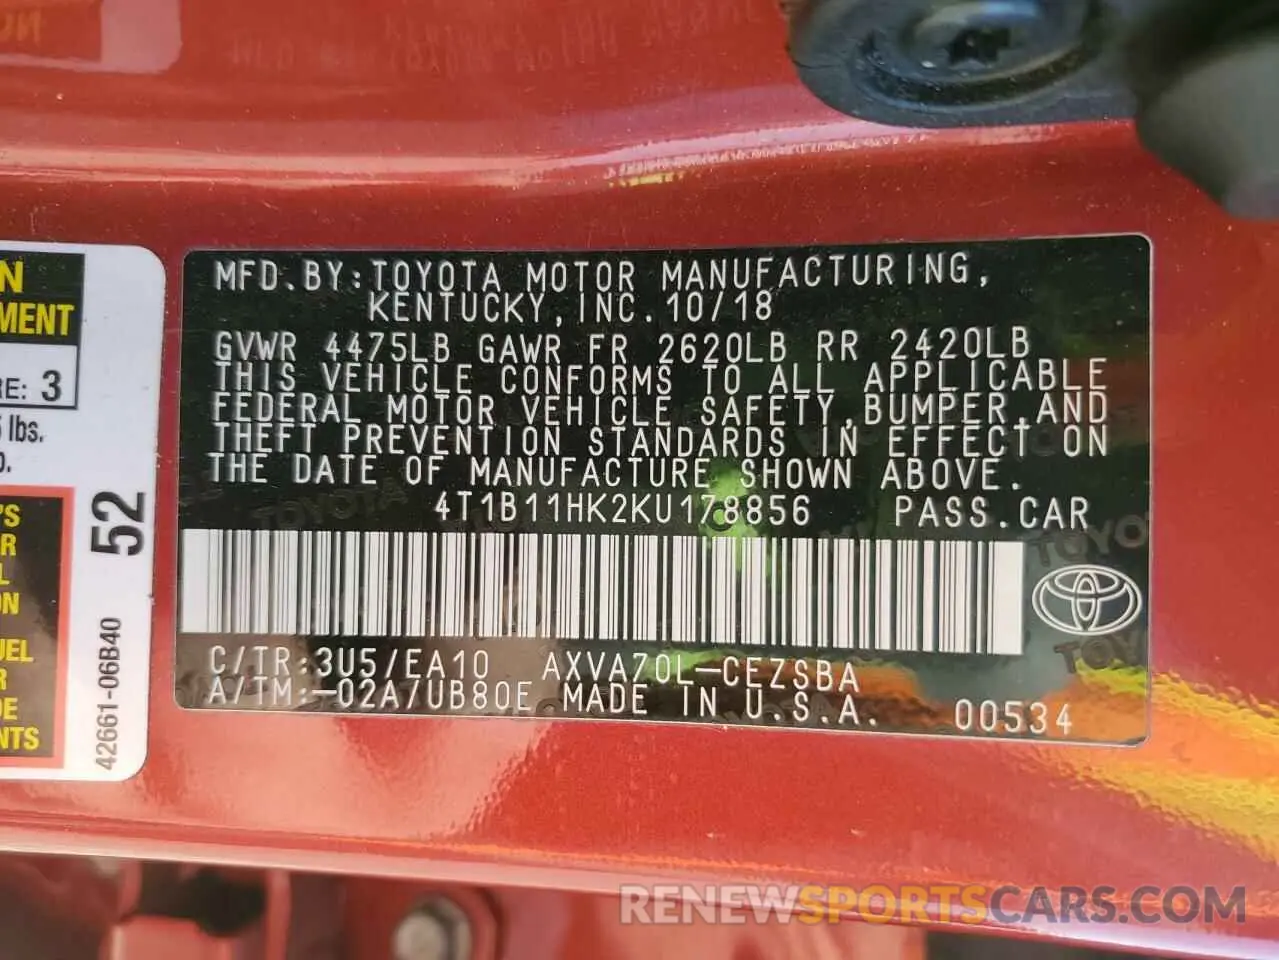 MFD.BY:TOYOTA MOTOR MANUFACTURING,
KENTUCKY,INC.10/18
GVWR 4475LB GAWR FR 2620LB RR 2420LB
THIS VEHICLE CONFORMS TO ALL APPLICABLE
FEDERAL MOTOR VEHICLE SAFETY,BUMPER,AND
THEFT PREVENTION STANDARDS IN EFFECT ON
THE DATE OF MANUFACTURE SHOWN ABOVE.
4T1B11HK2KU178856 PASS.CAR
C/TR:3U5/EA10 AXVA70L-CEZSBA
A/TM:-02A/UB80E MADE IN U.S.A. 00534
TOYOTA
MENT
RE: 3
lbs.
52
42661-06B40
RENEWSPORTSCARS.COM